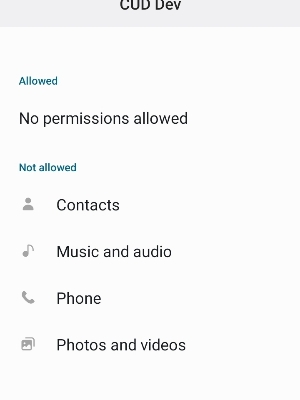 CUD Dev
Allowed
No permissions allowed
Not allowed
Contacts
Music and audio
Phone
Photos and videos